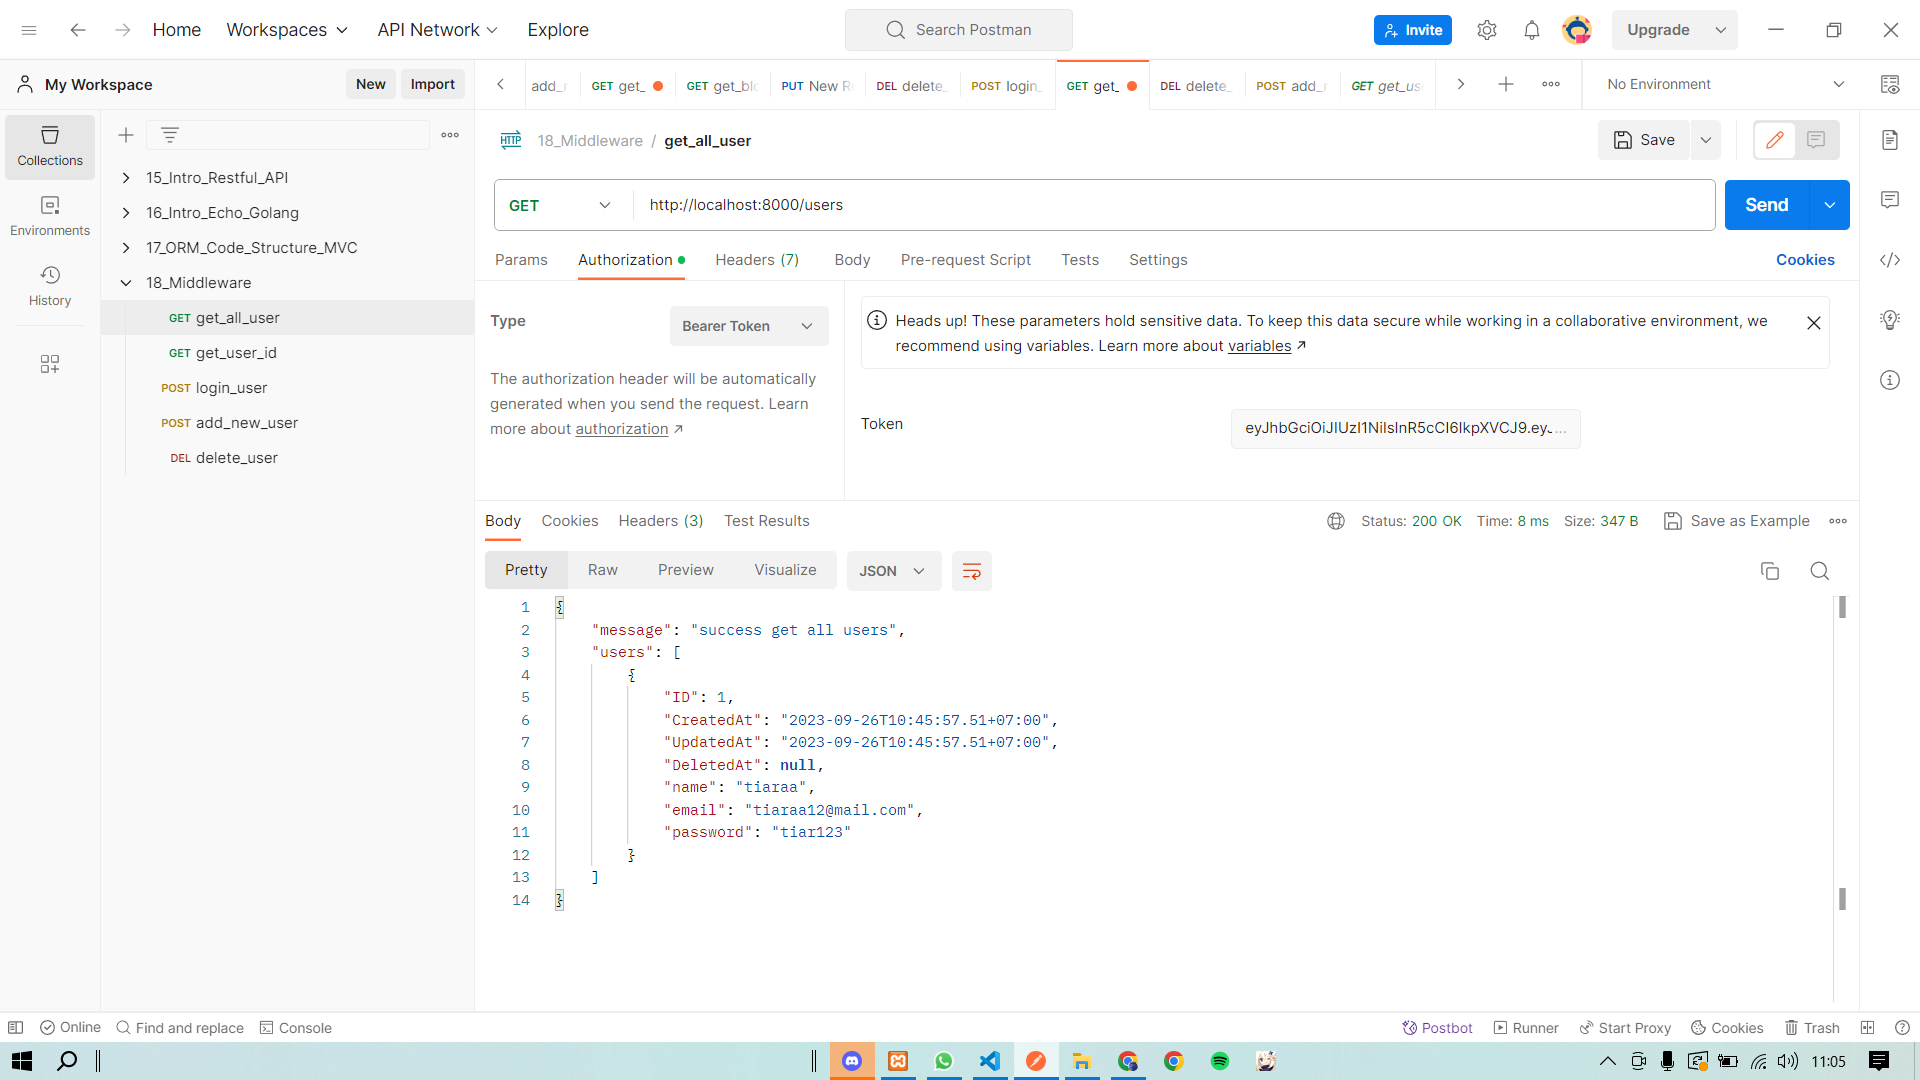 Home
Workspaces
API Network
Explore
Search Postman
Invite
Upgrade
My Workspace
New
Import
add_
GET get_
GET get_bl
PUT New R
DEL delete_
POST login_
GET get_
DEL delete_
POST add_
GET get_us
No Environment
Collections
Environments
History
15_Intro_Restful_API
16_Intro_Echo_Golang
17_ORM_Code_Structure_MVC
18_Middleware
GET get_all_user
GET get_user_id
POST login_user
POST add_new_user
DEL delete_user
HTTP 18_Middleware / get_all_user
Save
GET
http://localhost:8000/users
Send
Params
Authorization
Headers (7)
Body
Pre-request Script
Tests
Settings
Cookies
Type
Bearer Token
The authorization header will be automatically
generated when you send the request. Learn
more about authorization ↗
Heads up! These parameters hold sensitive data. To keep this data secure while working in a collaborative environment, we
recommend using variables. Learn more about variables ↗
Token
Body
Cookies
Headers (3)
Test Results
Status: 200 OK
Time: 8 ms
Size: 347 B
Save as Example
Pretty
Raw
Preview
Visualize
JSON
1 {
2 "message": "success get all users",
3 "users": [
4 {
5 "ID": 1,
6 "CreatedAt": "2023-09-26T10:45:57.51+07:00",
7 "UpdatedAt": "2023-09-26T10:45:57.51+07:00",
8 "DeletedAt": null,
9 "name": "tiaraa",
10 "email": "tiaraa12@mail.com",
11 "password": "tiar123"
12 }
13 ]
14 }
Online
Find and replace
Console
Postbot
Runner
Start Proxy
Cookies
Trash
11:05